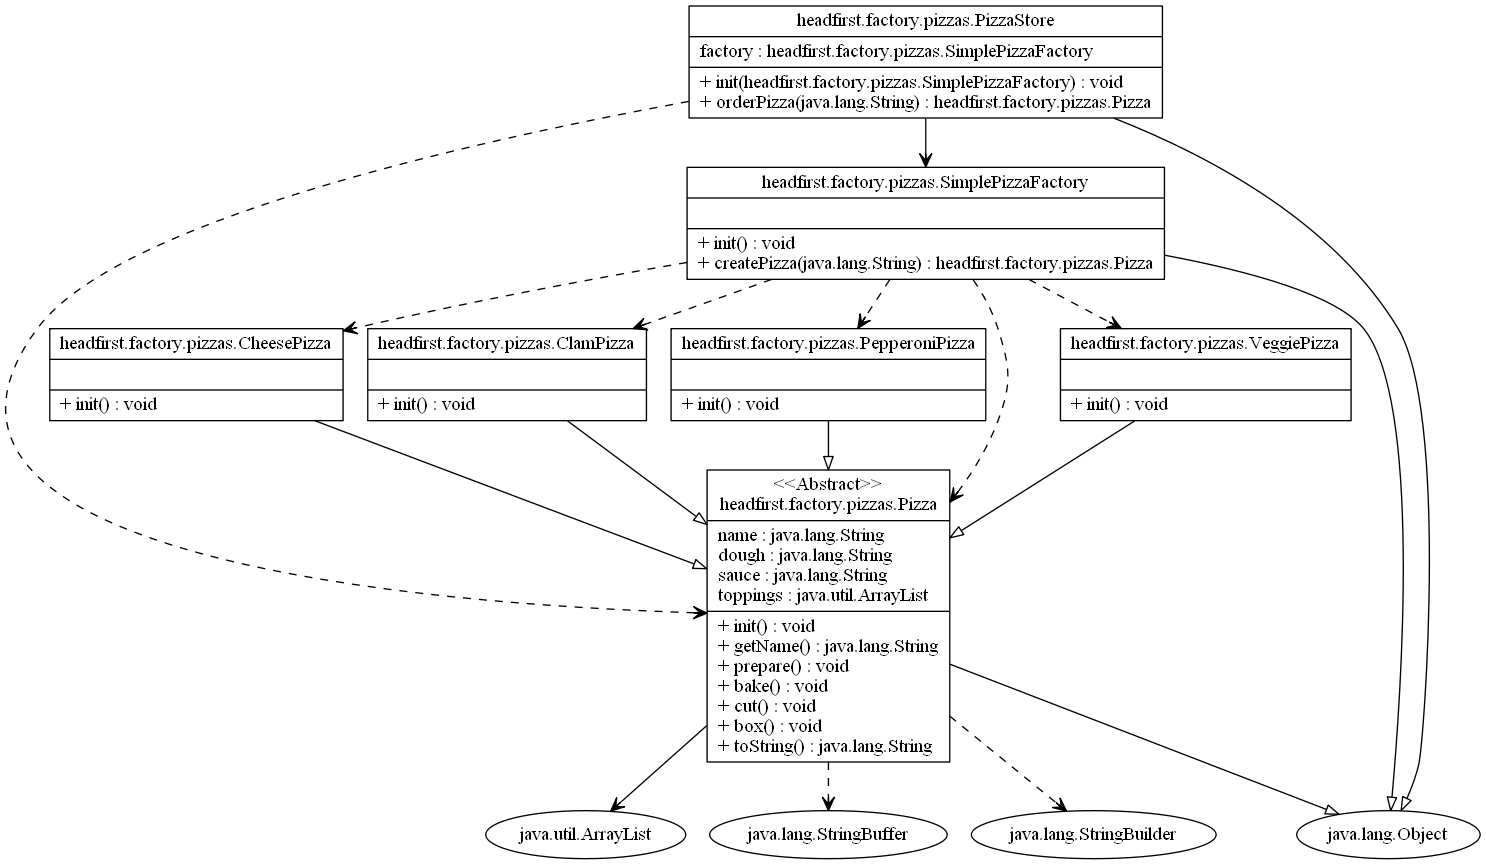 headfirst.factory.pizzas.PizzaStore
factory : headfirst.factory.pizzas.SimplePizzaFactory
+ init(headfirst.factory.pizzas.SimplePizzaFactory) : void
+ orderPizza(java.lang.String) : headfirst.factory.pizzas.Pizza
headfirst.factory.pizzas.SimplePizzaFactory
+ init() : void
+ createPizza(java.lang.String) : headfirst.factory.pizzas.Pizza
headfirst.factory.pizzas.CheesePizza
+ init() : void
headfirst.factory.pizzas.ClamPizza
+ init() : void
headfirst.factory.pizzas.PepperoniPizza
+ init() : void
headfirst.factory.pizzas.VeggiePizza
+ init() : void
<<Abstract>>
headfirst.factory.pizzas.Pizza
name : java.lang.String
dough : java.lang.String
sauce : java.lang.String
toppings : java.util.ArrayList
+ init() : void
+ getName() : java.lang.String
+ prepare() : void
+ bake() : void
+ cut() : void
+ box() : void
+ toString() : java.lang.String
java.util.ArrayList
java.lang.StringBuffer
java.lang.StringBuilder
java.lang.Object